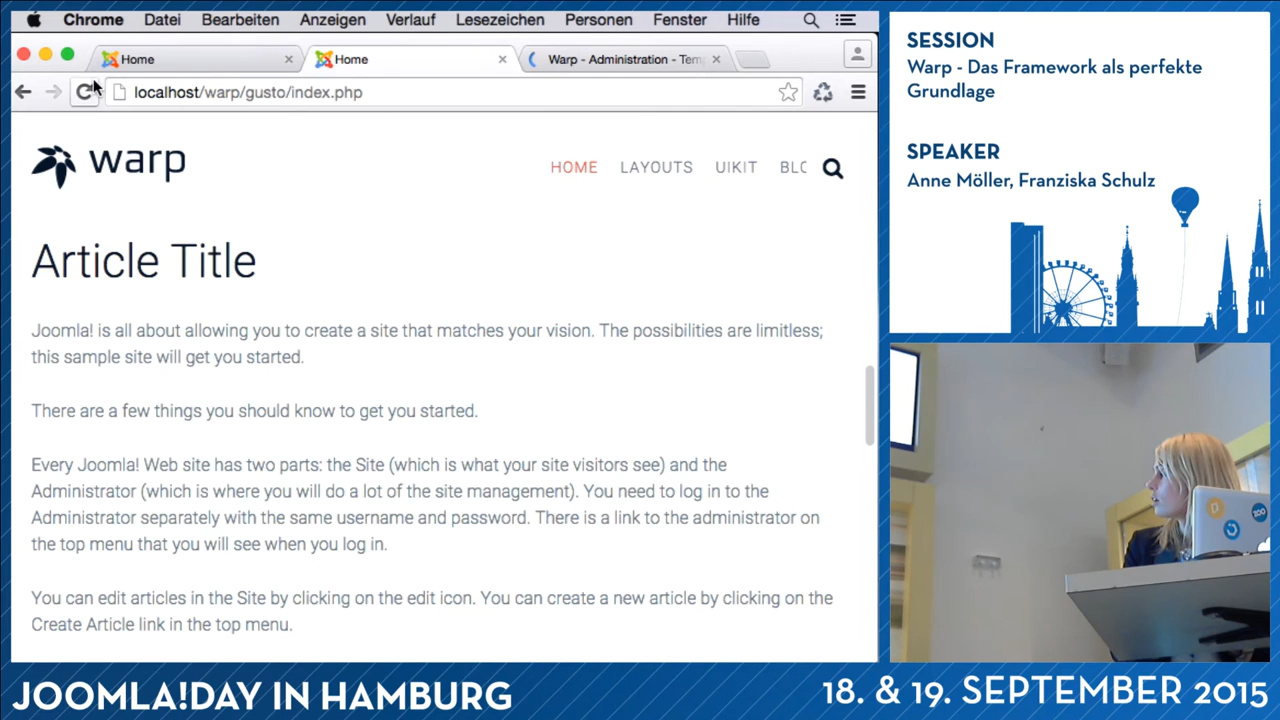 Chrome Datei Bearbeiten Anzeigen Verlauf Lesezeichen Personen Fenster Hilfe
Home Home Warp - Administration - Tem
localhost/warp/gusto/index.php
warp
HOME LAYOUTS UIKIT BLO
Article Title
Joomla! is all about allowing you to create a site that matches your vision. The possibilities are limitless;
this sample site will get you started.
There are a few things you should know to get you started.
Every Joomla! Web site has two parts: the Site (which is what your site visitors see) and the
Administrator (which is where you will do a lot of the site management). You need to log in to the
Administrator separately with the same username and password. There is a link to the administrator on
the top menu that you will see when you log in.
You can edit articles in the Site by clicking on the edit icon. You can create a new article by clicking on the
Create Article link in the top menu.
SESSION
Warp - Das Framework als perfekte
Grundlage
SPEAKER
Anne Möller, Franziska Schulz
ZOO
JOOMLA!DAY IN HAMBURG
18. & 19. SEPTEMBER 2015